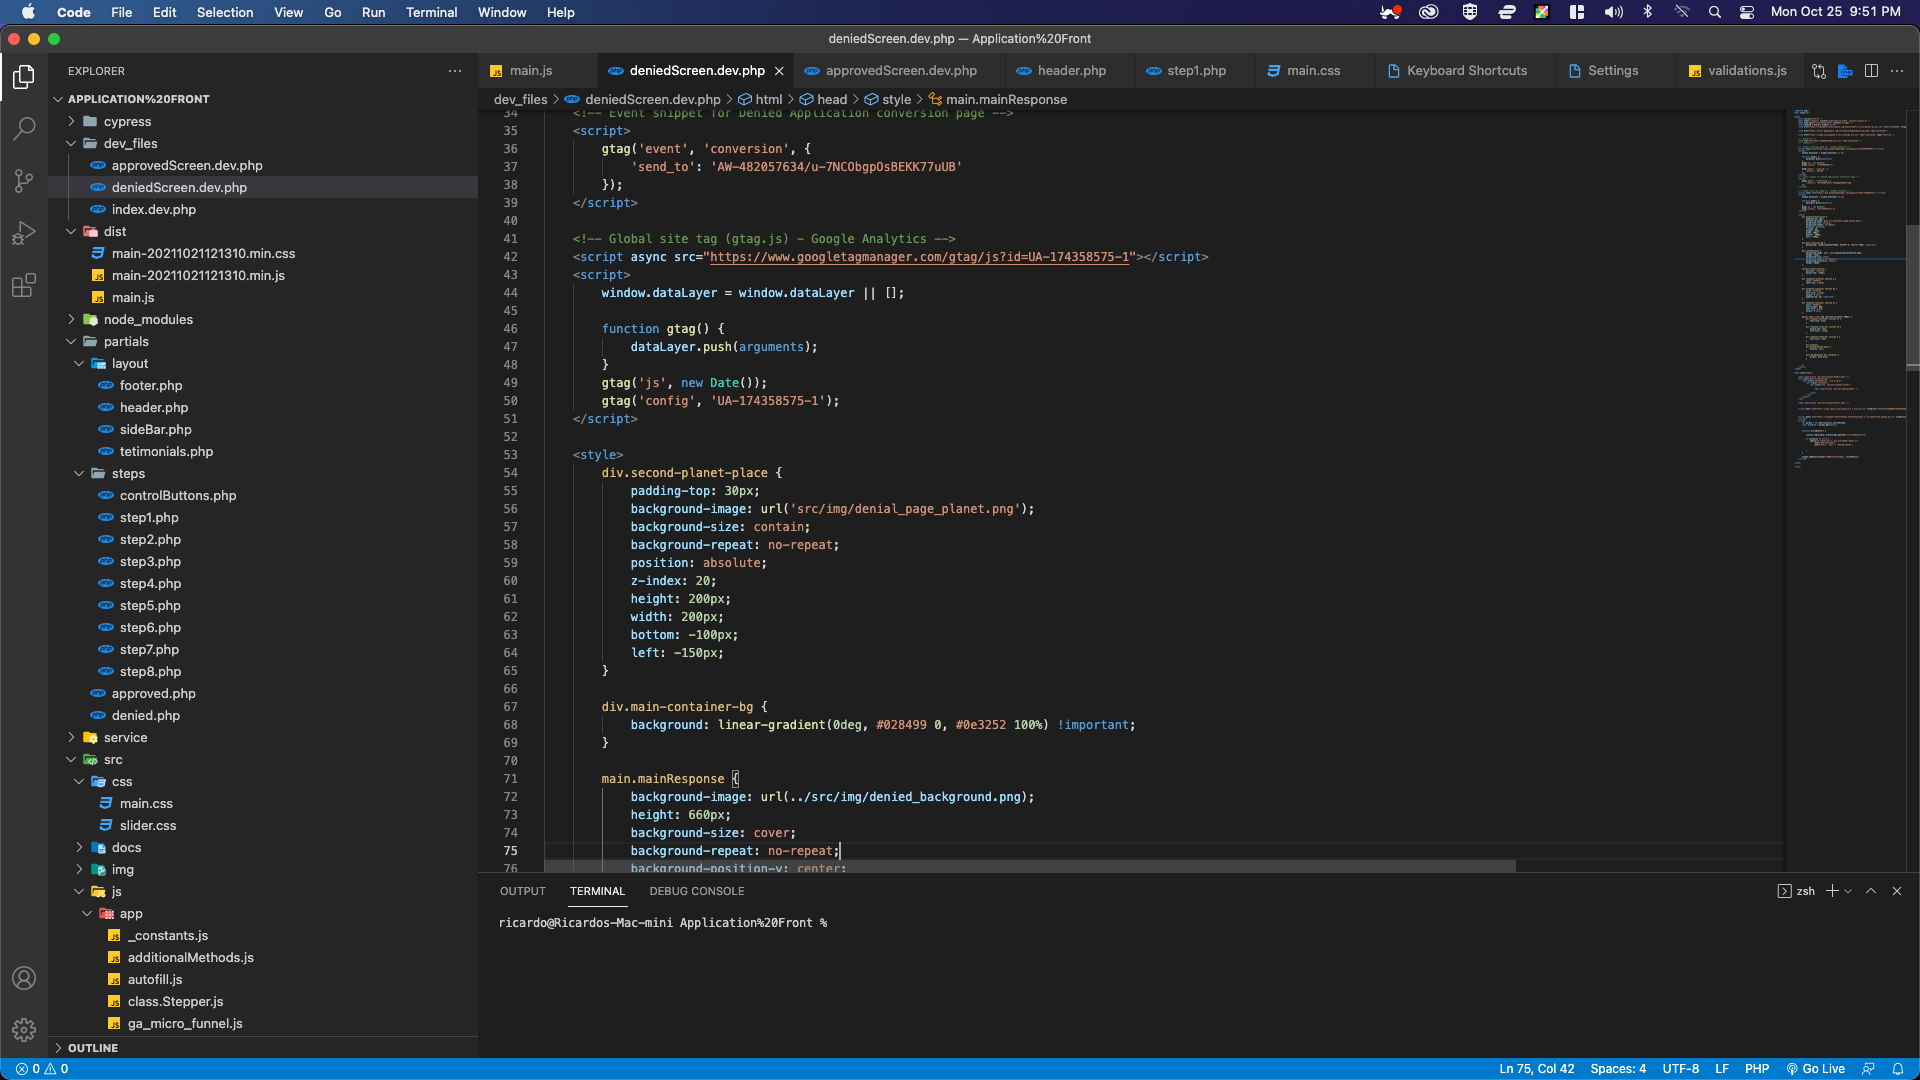 Code File Edit Selection View Go Run Terminal Window Help
Mon Oct 25 9:51 PM
deniedScreen.dev.php — Application%20Front
EXPLORER
APPLICATION%20FRONT
cypress
dev_files
approvedScreen.dev.php
deniedScreen.dev.php
index.dev.php
dist
main-20211021121310.min.css
main-20211021121310.min.js
main.js
node_modules
partials
layout
footer.php
header.php
sideBar.php
tetimonials.php
steps
controlButtons.php
step1.php
step2.php
step3.php
step4.php
step5.php
step6.php
step7.php
step8.php
approved.php
denied.php
service
src
css
main.css
slider.css
docs
img
js
app
_constants.js
additionalMethods.js
autofill.js
class.Stepper.js
ga_micro_funnel.js
OUTLINE
main.js deniedScreen.dev.php approvedScreen.dev.php header.php step1.php main.css Keyboard Shortcuts Settings validations.js
dev_files > deniedScreen.dev.php > html > head > style > main.mainResponse
34 <!-- Event snippet for Denied Application conversion page -->
35 <script>
36 gtag('event', 'conversion', {
37 'send_to': 'AW-482057634/u-7NCObgpOsBEKK77uUB'
38 });
39 </script>
40
41 <!-- Global site tag (gtag.js) - Google Analytics -->
42 <script async src="https://www.googletagmanager.com/gtag/js?id=UA-174358575-1"></script>
43 <script>
44 window.dataLayer = window.dataLayer || [];
45
46 function gtag() {
47 dataLayer.push(arguments);
48 }
49 gtag('js', new Date());
50 gtag('config', 'UA-174358575-1');
51 </script>
52
53 <style>
54 div.second-planet-place {
55 padding-top: 30px;
56 background-image: url('src/img/denial_page_planet.png');
57 background-size: contain;
58 background-repeat: no-repeat;
59 position: absolute;
60 z-index: 20;
61 height: 200px;
62 width: 200px;
63 bottom: -100px;
64 left: -150px;
65 }
66
67 div.main-container-bg {
68 background: linear-gradient(0deg, #028499 0, #0e3252 100%) !important;
69 }
70
71 main.mainResponse {
72 background-image: url(../src/img/denied_background.png);
73 height: 660px;
74 background-size: cover;
75 background-repeat: no-repeat;
76 background-position-y: center;
OUTPUT TERMINAL DEBUG CONSOLE
zsh
ricardo@Ricardos-Mac-mini Application%20Front %
0 0
Ln 75, Col 42 Spaces: 4 UTF-8 LF PHP Go Live